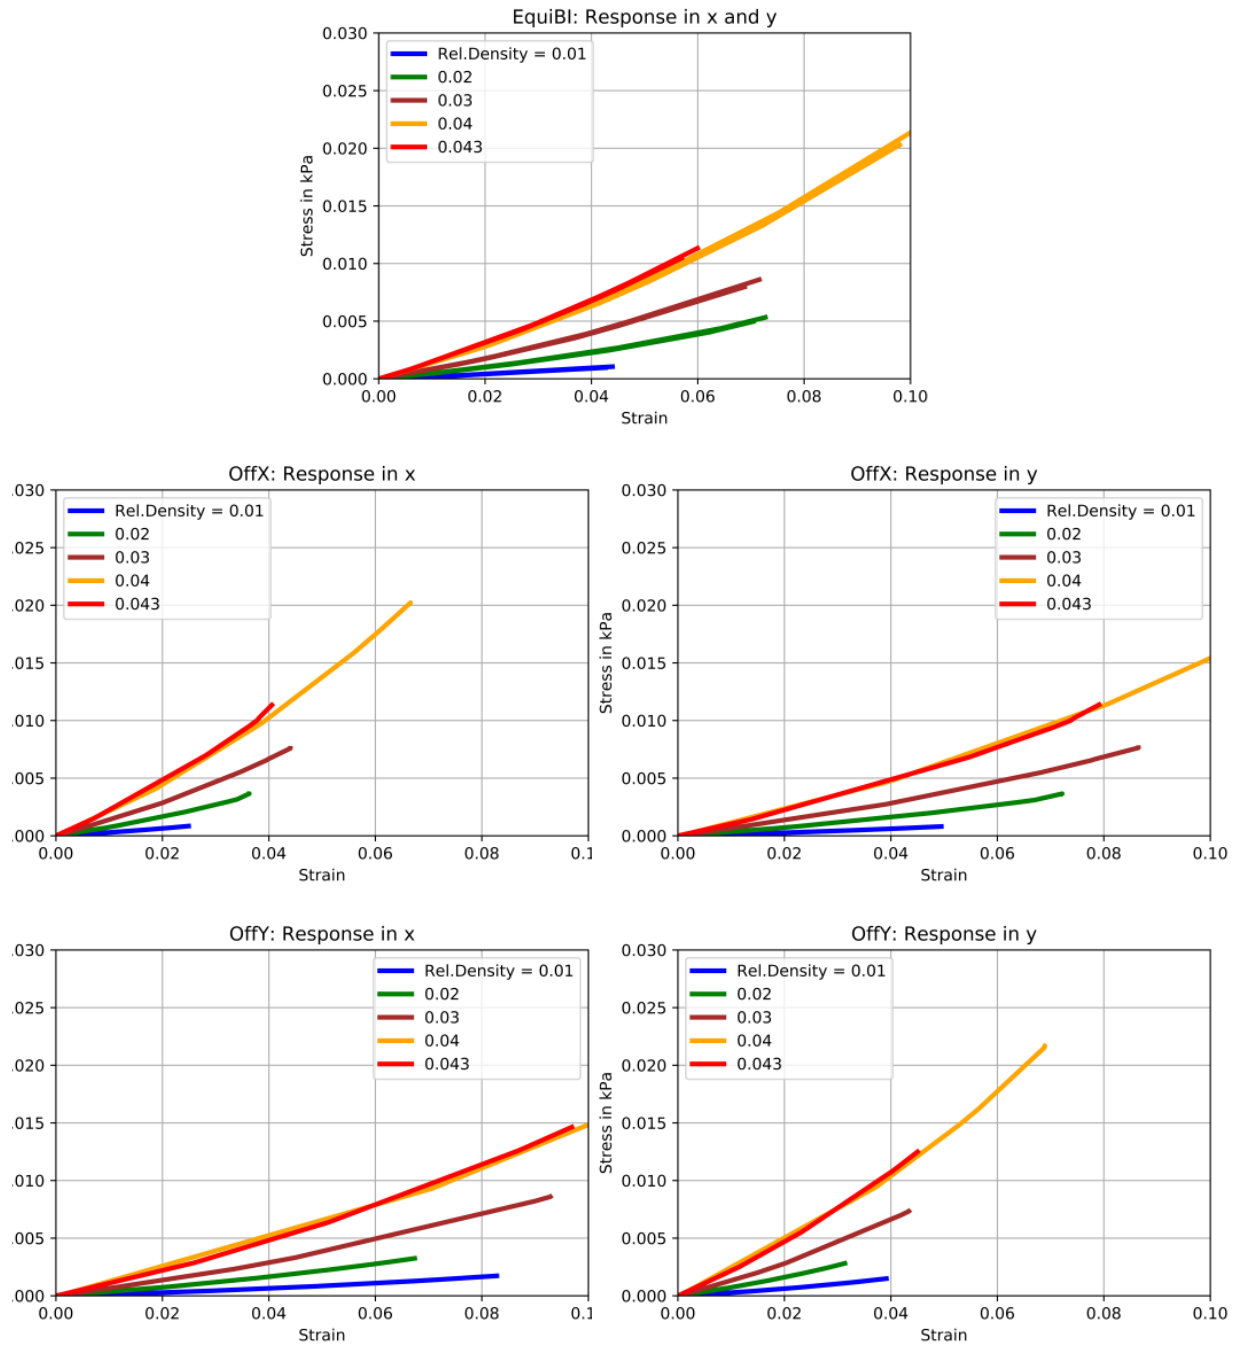 EquiBI: Response in x and y
0.030
0.025
0.020
0.015
0.010
0.005
0.000
Stress in kPa
Rel.Density = 0.01
0.02
0.03
0.04
0.043
0.00 0.02 0.04 0.06 0.08 0.10
Strain
OffX: Response in x
.030
.025
.020
.015
.010
.005
.000
Rel.Density = 0.01
0.02
0.03
0.04
0.043
0.00 0.02 0.04 0.06 0.08 0.1
Strain
OffX: Response in y
0.030
0.025
0.020
0.015
0.010
0.005
0.000
Stress in kPa
Rel.Density = 0.01
0.02
0.03
0.04
0.043
0.00 0.02 0.04 0.06 0.08 0.10
Strain
OffY: Response in x
.030
.025
.020
.015
.010
.005
.000
Rel.Density = 0.01
0.02
0.03
0.04
0.043
0.00 0.02 0.04 0.06 0.08 0.1
Strain
OffY: Response in y
0.030
0.025
0.020
0.015
0.010
0.005
0.000
Stress in kPa
Rel.Density = 0.01
0.02
0.03
0.04
0.043
0.00 0.02 0.04 0.06 0.08 0.10
Strain